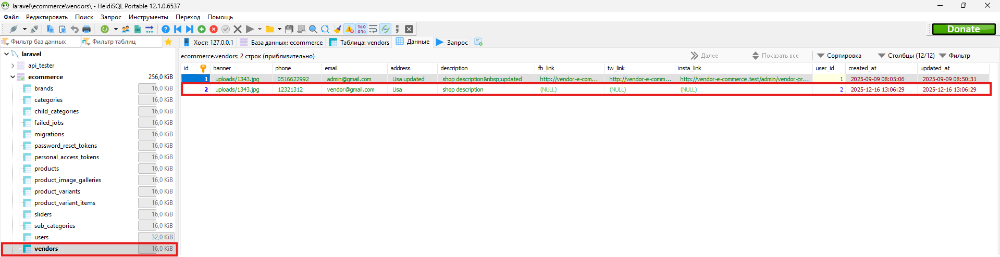 laravel\ecommerce\vendors\ - HeidiSQL Portable 12.1.0.6537
Файл Редактировать Поиск Запрос Инструменты Переход Помощь
Donate
Фильтр баз данных Фильтр таблиц
Хост: 127.0.0.1 База данных: ecommerce Таблица: vendors Данные Запрос
laravel
api_tester
ecommerce 256,0 KiB
brands 16,0 KiB
categories 16,0 KiB
child_categories 16,0 KiB
failed_jobs 16,0 KiB
migrations 16,0 KiB
password_reset_tokens 16,0 KiB
personal_access_tokens 16,0 KiB
products 16,0 KiB
product_image_galleries 16,0 KiB
product_variants 16,0 KiB
product_variant_items 16,0 KiB
sliders 16,0 KiB
sub_categories 16,0 KiB
users 32,0 KiB
vendors 16,0 KiB
ecommerce.vendors: 2 строк (приблизительно) Далее Показать все Сортировка Столбцы (12/12) Фильтр
id banner phone email address description fb_link tw_link insta_link user_id created_at updated_at
1 uploads/1343.jpg 0516622992 admin@gmail.com Usa updated shop description&nbsp;updated http://vendor-e-com... http://vendor-e-comm... http://vendor-e-commerce.test/admin/vendor-pr... 1 2025-09-09 08:05:06 2025-09-09 08:50:31
2 uploads/1343.jpg 12321312 vendor@gmail.com Usa shop description (NULL) (NULL) (NULL) 2 2025-12-16 13:06:29 2025-12-16 13:06:29